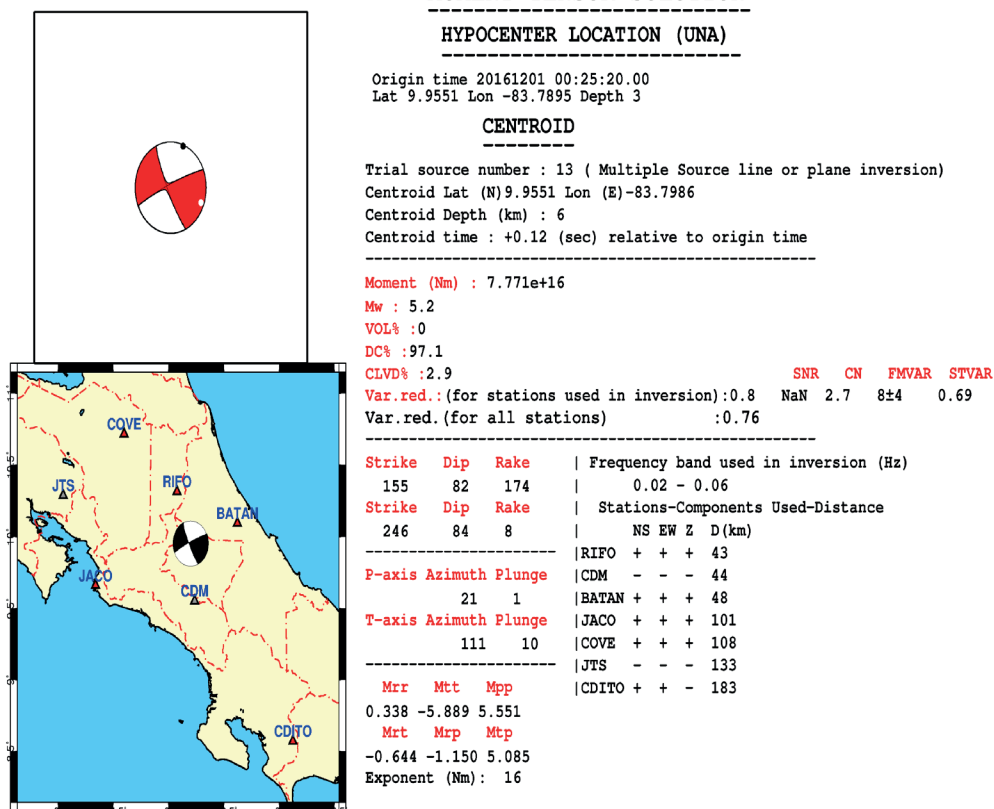 HYPOCENTER LOCATION (UNA)
Origin time 20161201 00:25:20.00
Lat 9.9551 Lon -83.7895 Depth 3
CENTROID
Trial source number : 13 ( Multiple Source line or plane inversion)
Centroid Lat (N)9.9551 Lon (E)-83.7986
Centroid Depth (km) : 6
Centroid time : +0.12 (sec) relative to origin time
Moment (Nm) : 7.771e+16
Mw : 5.2
VOL% :0
DC% :97.1
CLVD% :2.9 SNR CN FMVAR STVAR
Var.red.:(for stations used in inversion):0.8 NaN 2.7 8±4 0.69
Var.red.(for all stations) :0.76
Strike Dip Rake | Frequency band used in inversion (Hz)
155 82 174 | 0.02 - 0.06
Strike Dip Rake | Stations-Components Used-Distance
246 84 8 | NS EW Z D(km)
|RIFO + + + 43
P-axis Azimuth Plunge |CDM - - - 44
21 1 |BATAN + + + 48
T-axis Azimuth Plunge |JACO + + + 101
111 10 |COVE + + + 108
|JTS - - - 133
Mrr Mtt Mpp |CDITO + + - 183
0.338 -5.889 5.551
Mrt Mrp Mtp
-0.644 -1.150 5.085
Exponent (Nm): 16
COVE
JTS
RIFO
BATAN
JACO
CDM
CDITO